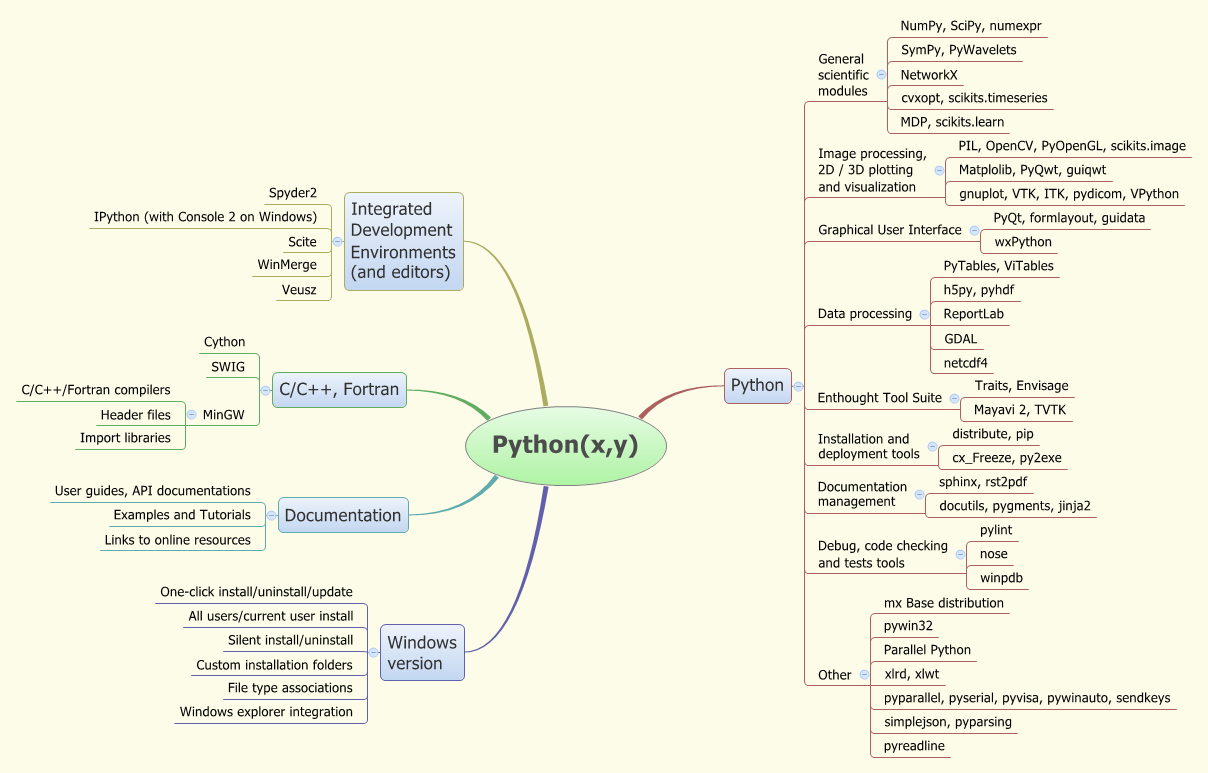 Python(x,y)
Integrated
Development
Environments
(and editors)
Spyder2
IPython (with Console 2 on Windows)
Scite
WinMerge
Veusz
C/C++, Fortran
Cython
SWIG
MinGW
C/C++/Fortran compilers
Header files
Import libraries
Documentation
User guides, API documentations
Examples and Tutorials
Links to online resources
Windows
version
One-click install/uninstall/update
All users/current user install
Silent install/uninstall
Custom installation folders
File type associations
Windows explorer integration
Python
General
scientific
modules
NumPy, SciPy, numexpr
SymPy, PyWavelets
NetworkX
cvxopt, scikits.timeseries
MDP, scikits.learn
Image processing,
2D / 3D plotting
and visualization
PIL, OpenCV, PyOpenGL, scikits.image
Matplolib, PyQwt, guiqwt
gnuplot, VTK, ITK, pydicom, VPython
Graphical User Interface
PyQt, formlayout, guidata
wxPython
Data processing
PyTables, ViTables
h5py, pyhdf
ReportLab
GDAL
netcdf4
Enthought Tool Suite
Traits, Envisage
Mayavi 2, TVTK
Installation and
deployment tools
distribute, pip
cx_Freeze, py2exe
Documentation
management
sphinx, rst2pdf
docutils, pygments, jinja2
Debug, code checking
and tests tools
pylint
nose
winpdb
Other
mx Base distribution
pywin32
Parallel Python
xlrd, xlwt
pyparallel, pyserial, pyvisa, pywinauto, sendkeys
simplejson, pyparsing
pyreadline